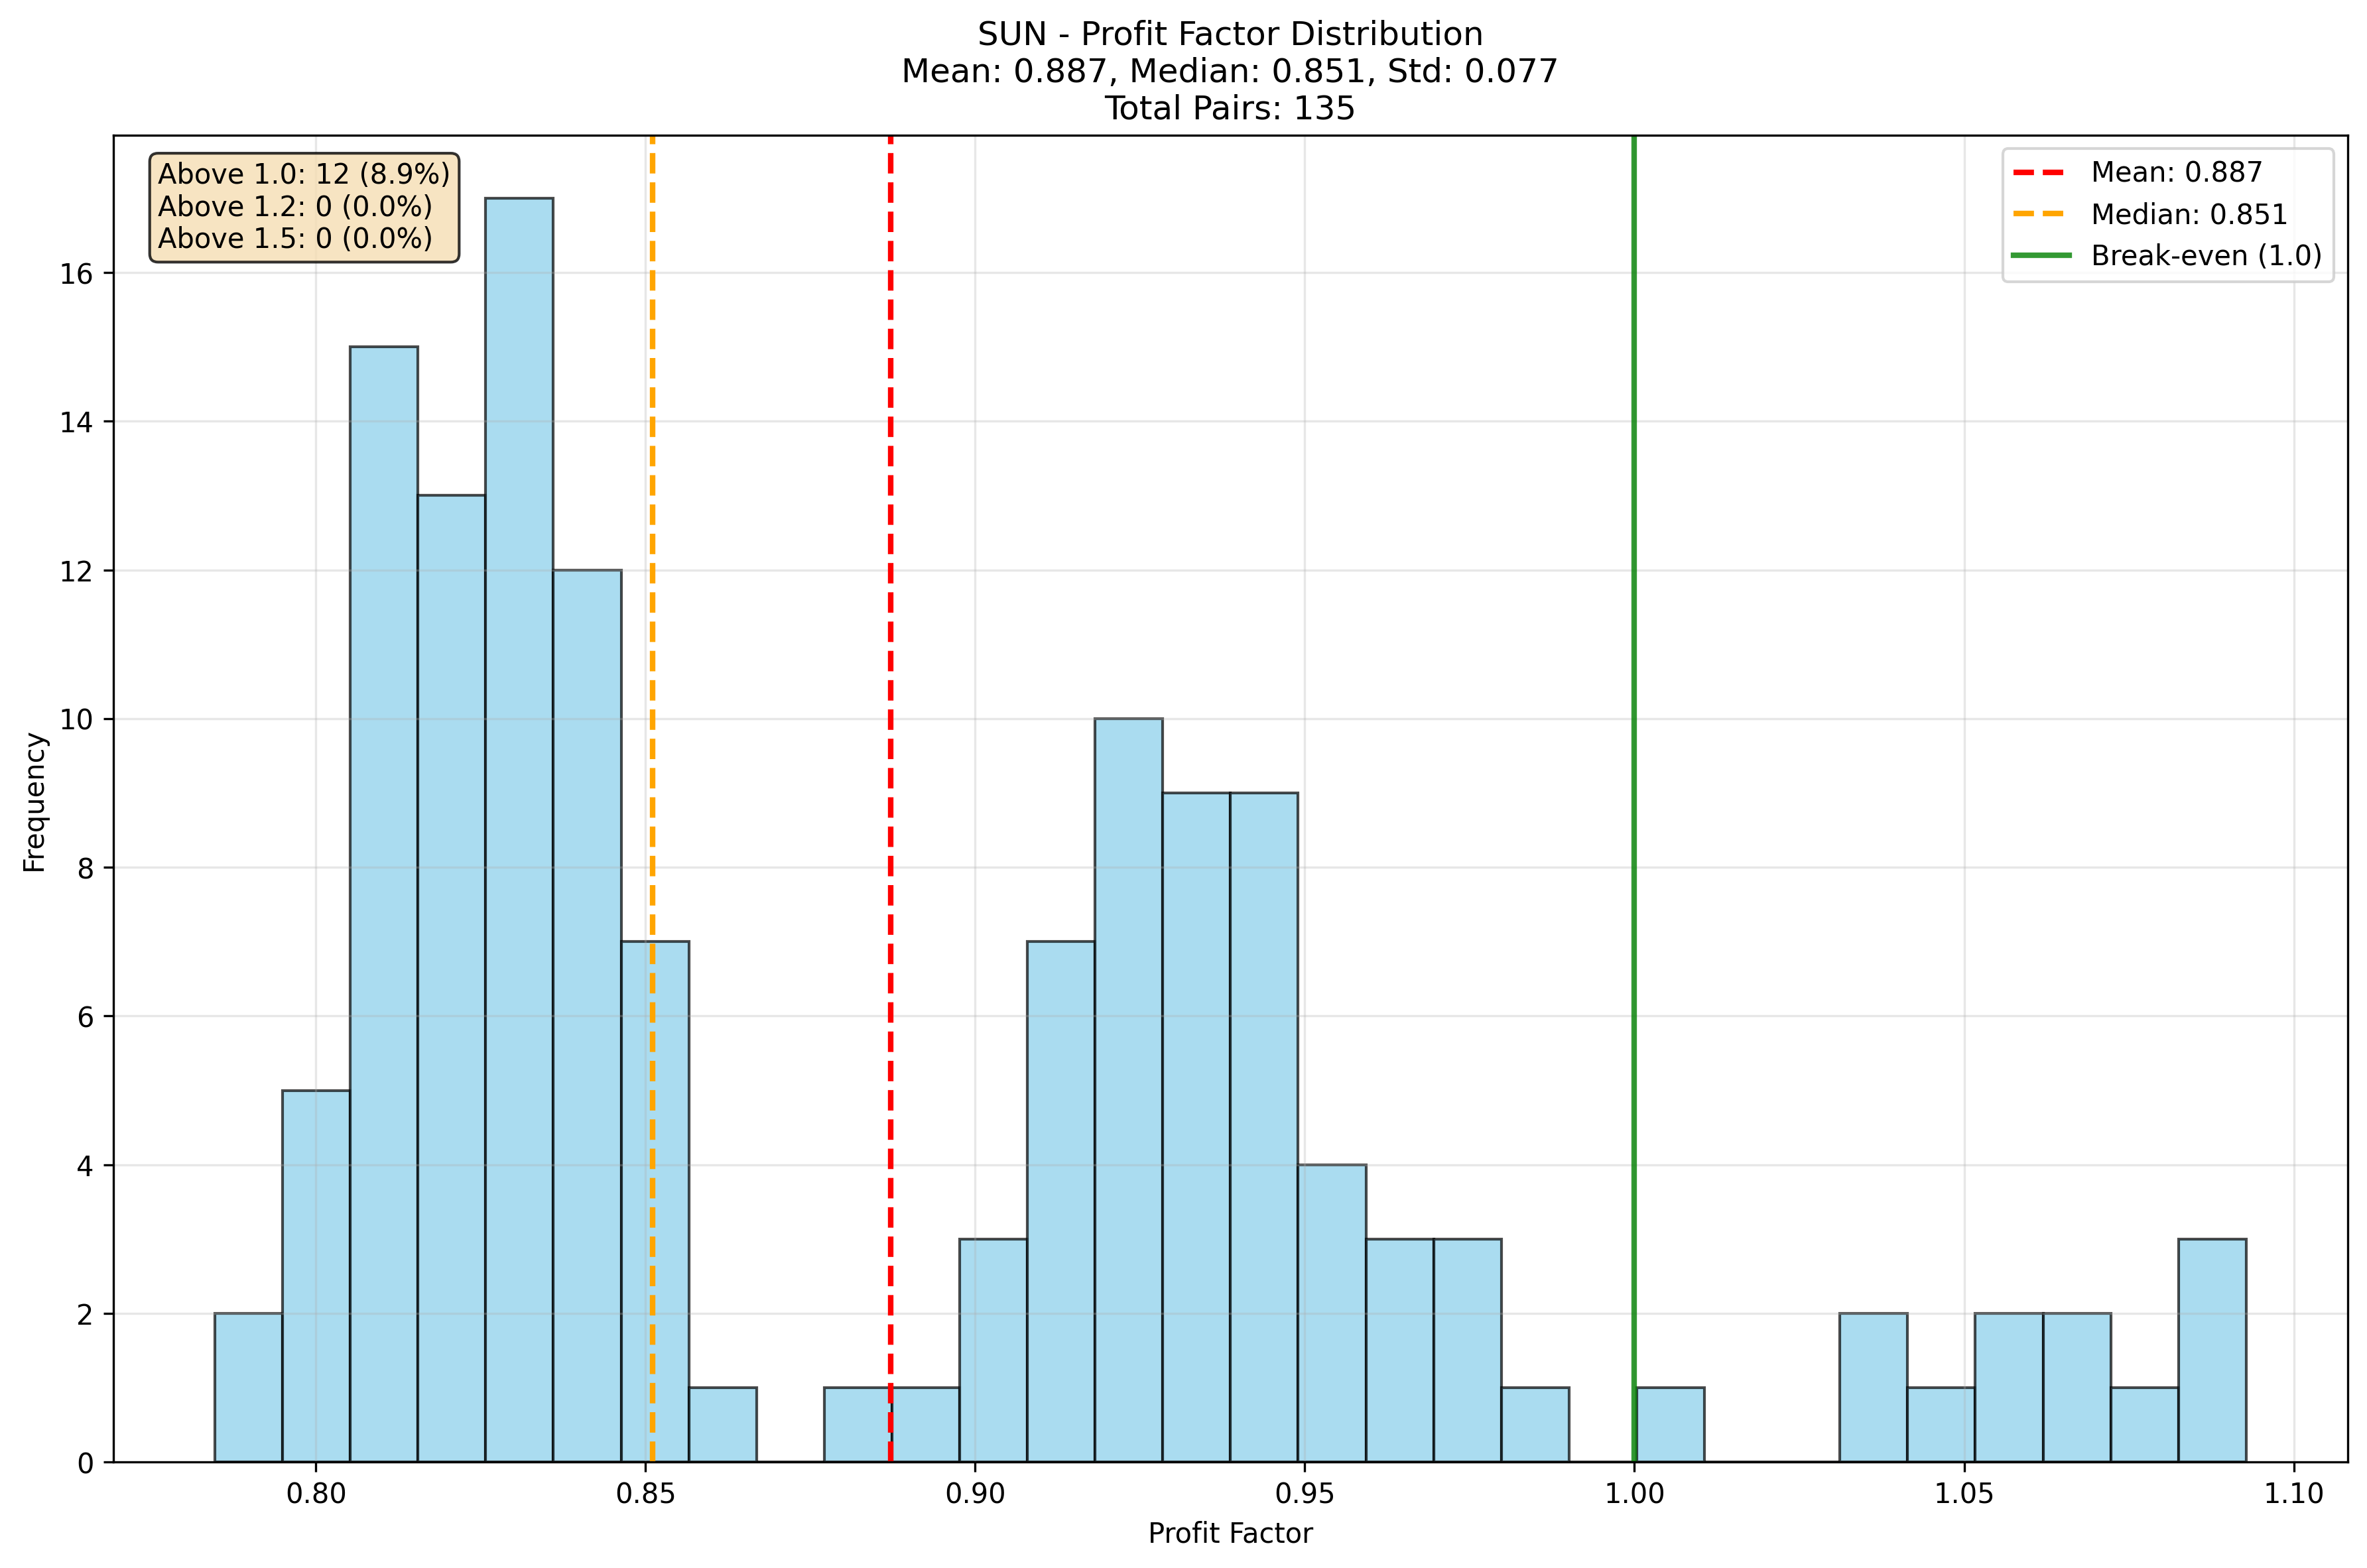 SUN - Profit Factor Distribution
Mean: 0.887, Median: 0.851, Std: 0.077
Total Pairs: 135
Above 1.0: 12 (8.9%)
Above 1.2: 0 (0.0%)
Above 1.5: 0 (0.0%)
Mean: 0.887
Median: 0.851
Break-even (1.0)
Frequency
16
14
12
10
8
6
4
2
0
0.80
0.85
0.90
0.95
1.00
1.05
1.10
Profit Factor